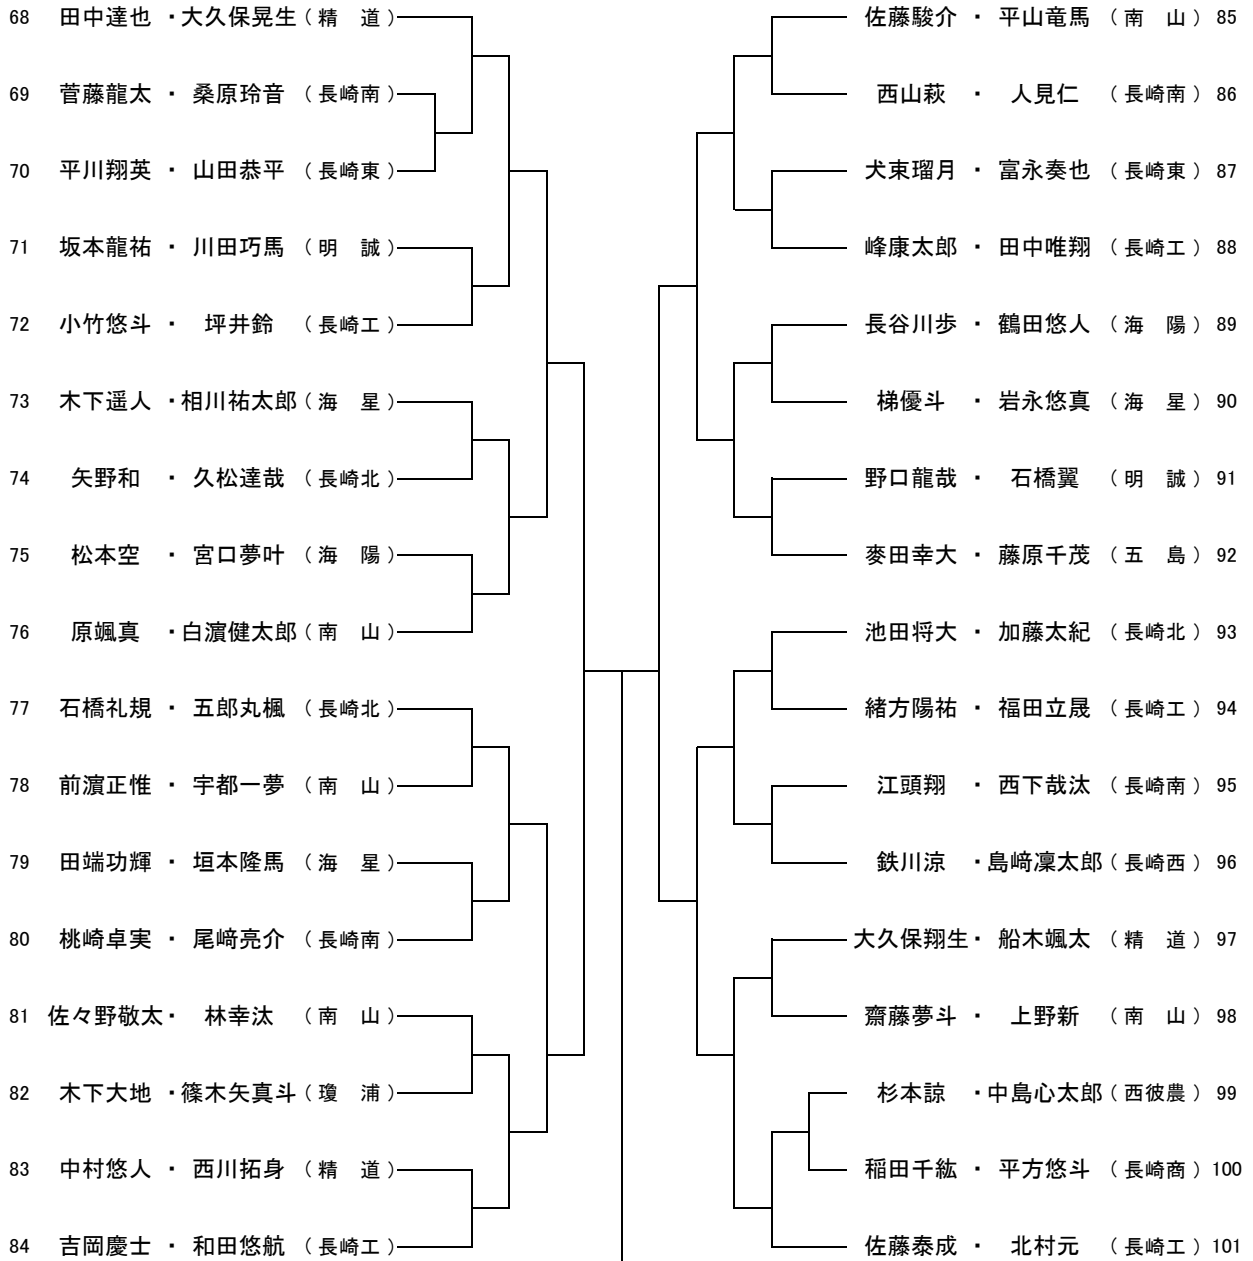 68 田中達也 ・大久保晃生（精　道）
69 菅藤龍太 ・ 桑原玲音 （長崎南）
70 平川翔英 ・ 山田恭平 （長崎東）
71 坂本龍祐 ・ 川田巧馬 （明　誠）
72 小竹悠斗 ・ 坪井鈴 （長崎工）
73 木下遥人 ・相川祐太郎（海　星）
74 矢野和 ・ 久松達哉 （長崎北）
75 松本空 ・ 宮口夢叶 （海　陽）
76 原颯真 ・白濵健太郎（南　山）
77 石橋礼規 ・ 五郎丸楓 （長崎北）
78 前濵正惟 ・ 宇都一夢 （南　山）
79 田端功輝 ・ 垣本隆馬 （海　星）
80 桃崎卓実 ・ 尾﨑亮介 （長崎南）
81 佐々野敬太・ 林幸汰 （南　山）
82 木下大地 ・篠木矢真斗（瓊　浦）
83 中村悠人 ・ 西川拓身 （精　道）
84 吉岡慶士 ・ 和田悠航 （長崎工）
佐藤駿介 ・ 平山竜馬 （南　山）85
西山萩 ・ 人見仁 （長崎南）86
犬束瑠月 ・ 富永奏也 （長崎東）87
峰康太郎 ・ 田中唯翔 （長崎工）88
長谷川歩 ・ 鶴田悠人 （海　陽）89
梯優斗 ・ 岩永悠真 （海　星）90
野口龍哉 ・ 石橋翼 （明　誠）91
麥田幸大 ・ 藤原千茂 （五　島）92
池田将大 ・ 加藤太紀 （長崎北）93
緒方陽祐 ・ 福田立晟 （長崎工）94
江頭翔 ・ 西下哉汰 （長崎南）95
鉄川涼 ・島﨑凜太郎（長崎西）96
大久保翔生・ 船木颯太 （精　道）97
齋藤夢斗 ・ 上野新 （南　山）98
杉本諒 ・中島心太郎（西彼農）99
稲田千紘 ・ 平方悠斗 （長崎商）100
佐藤泰成 ・ 北村元 （長崎工）101